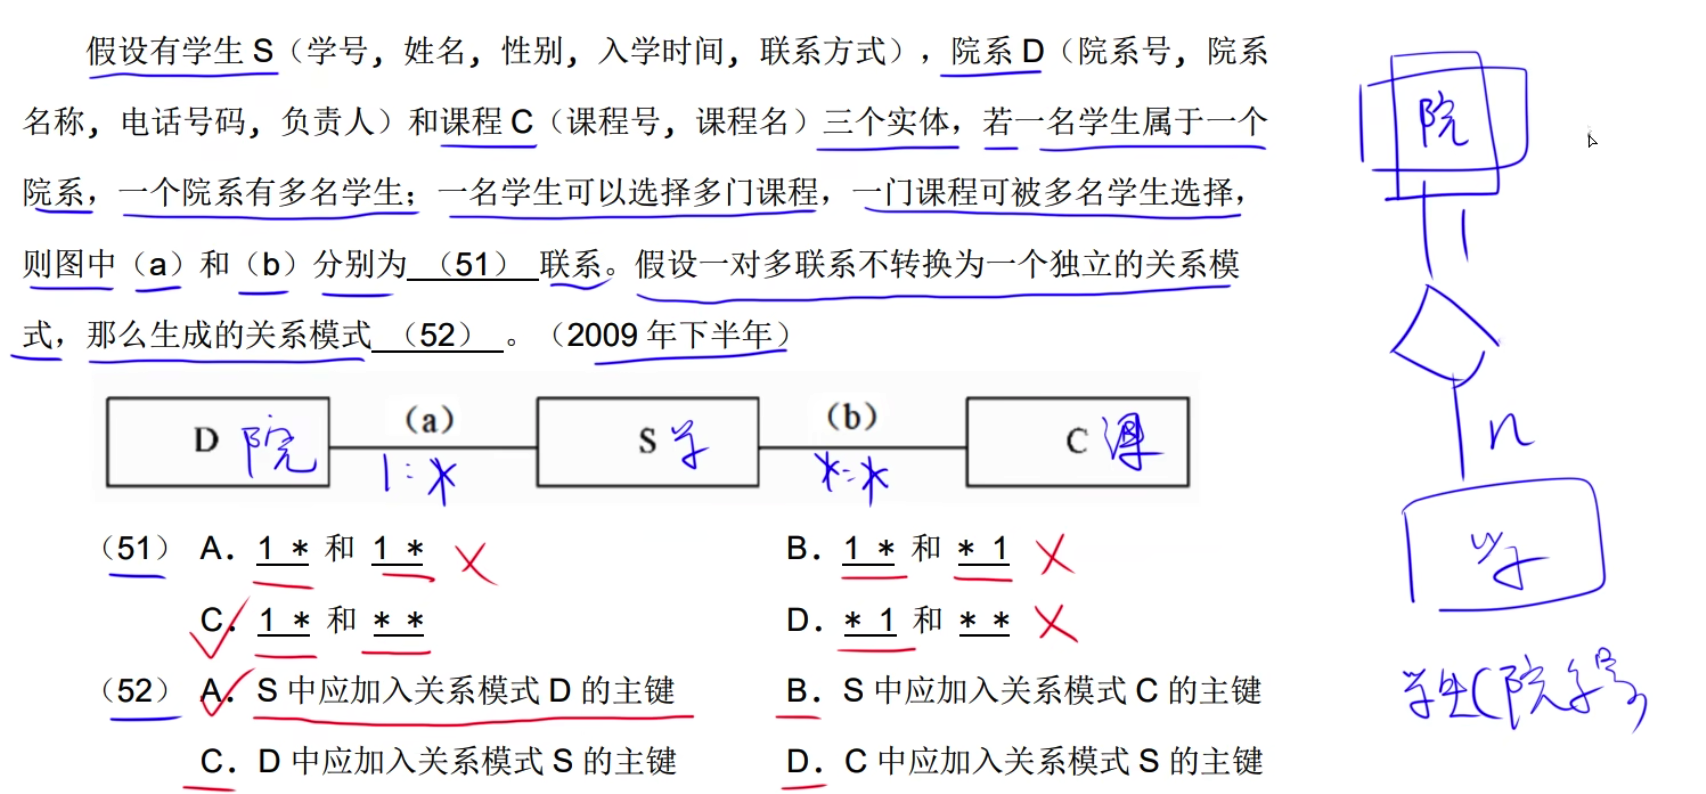 假设有学生 S（学号，姓名，性别，入学时间，联系方式），院系 D（院系号，院系
名称，电话号码，负责人）和课程 C（课程号，课程名）三个实体，若一名学生属于一个
院系，一个院系有多名学生；一名学生可以选择多门课程，一门课程可被多名学生选择，
则图中（a）和（b）分别为 （51） 联系。假设一对多联系不转换为一个独立的关系模
式，那么生成的关系模式 （52） 。（2009 年下半年）
D 院
（a）
1:*
S 学
（b）
*:*
C 课
（51） A. 1 * 和 1 *
B. 1 * 和 * 1
C. 1 * 和 * *
D. * 1 和 * *
（52） A. S 中应加入关系模式 D 的主键
B. S 中应加入关系模式 C 的主键
C. D 中应加入关系模式 S 的主键
D. C 中应加入关系模式 S 的主键
院
1
n
学
学生(院系号,